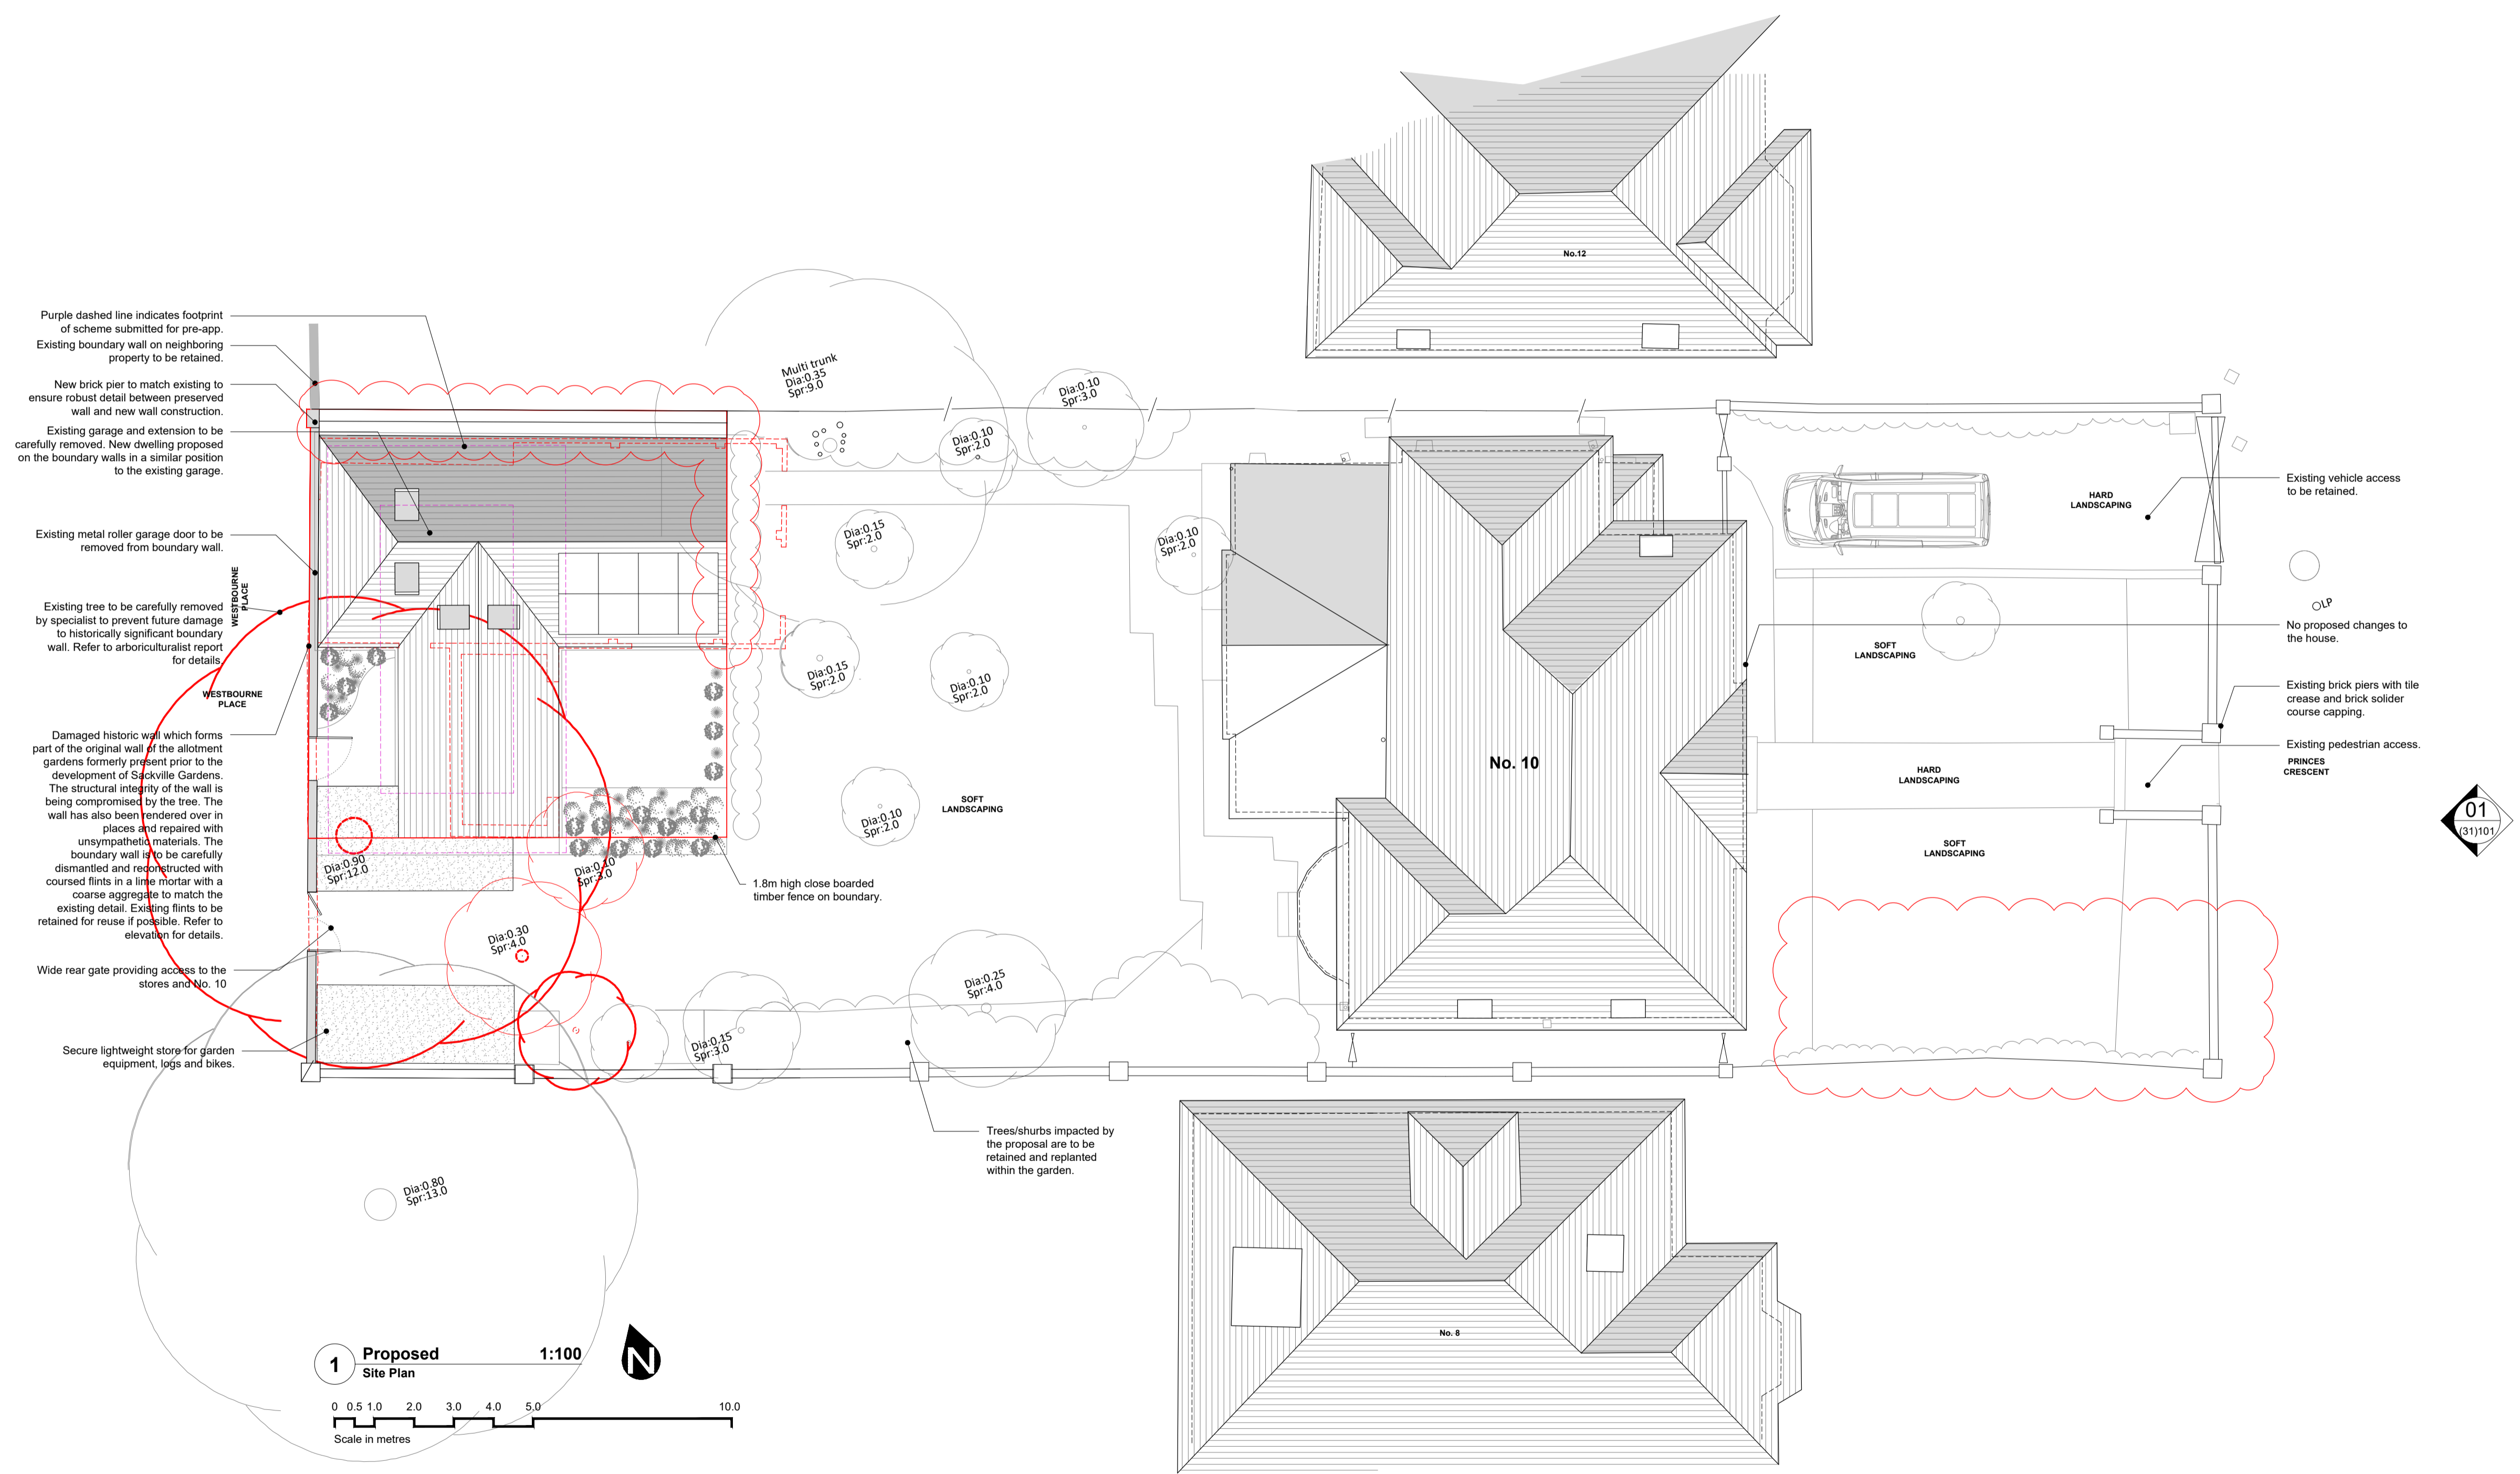 No.12
Purple dashed line indicates footprint
of scheme submitted for pre-app.
Existing boundary wall on neighboring
property to be retained.
New brick pier to match existing to
ensure robust detail between preserved
wall and new wall construction.
Existing garage and extension to be
carefully removed. New dwelling proposed
on the boundary walls in a similar position
to the existing garage.
Existing metal roller garage door to be
removed from boundary wall.
WESTBOURNE
PLACE
Existing tree to be carefully removed
by specialist to prevent future damage
to historically significant boundary
wall. Refer to arboriculturalist report
for details.
WESTBOURNE
PLACE
Damaged historic wall which forms
part of the original wall of the allotment
gardens formerly present prior to the
development of Sackville Gardens.
The structural integrity of the wall is
being compromised by the tree. The
wall has also been rendered over in
places and repaired with
unsympathetic materials. The
boundary wall is to be carefully
dismantled and reconstructed with
coursed flints in a lime mortar with a
coarse aggregate to match the
existing detail. Existing flints to be
retained for reuse if possible. Refer to
elevation for details.
Wide rear gate providing access to the
stores and No. 10
Secure lightweight store for garden
equipment, logs and bikes.
Multi trunk
Dia:0.35
Spr:9.0
Dia:0.10
Spr:3.0
Dia:0.10
Spr:2.0
Dia:0.15
Spr:2.0
Dia:0.10
Spr:2.0
Dia:0.15
Spr:2.0
Dia:0.10
Spr:2.0
Dia:0.10
Spr:2.0
SOFT
LANDSCAPING
Dia:0.90
Spr:12.0
Dia:0.10
Spr:3.0
1.8m high close boarded
timber fence on boundary.
Dia:0.30
Spr:4.0
Dia:0.25
Spr:4.0
Dia:0.15
Spr:3.0
Trees/shurbs impacted by
the proposal are to be
retained and replanted
within the garden.
Dia:0.80
Spr:13.0
No. 10
HARD
LANDSCAPING
Existing vehicle access
to be retained.
LP
No proposed changes to
the house.
SOFT
LANDSCAPING
Existing brick piers with tile
crease and brick solider
course capping.
Existing pedestrian access.
PRINCES
CRESCENT
HARD
LANDSCAPING
SOFT
LANDSCAPING
01
(31)101
No. 8
1
Proposed
1:100
Site Plan
N
0 0.5 1.0 2.0 3.0 4.0 5.0 10.0
Scale in metres